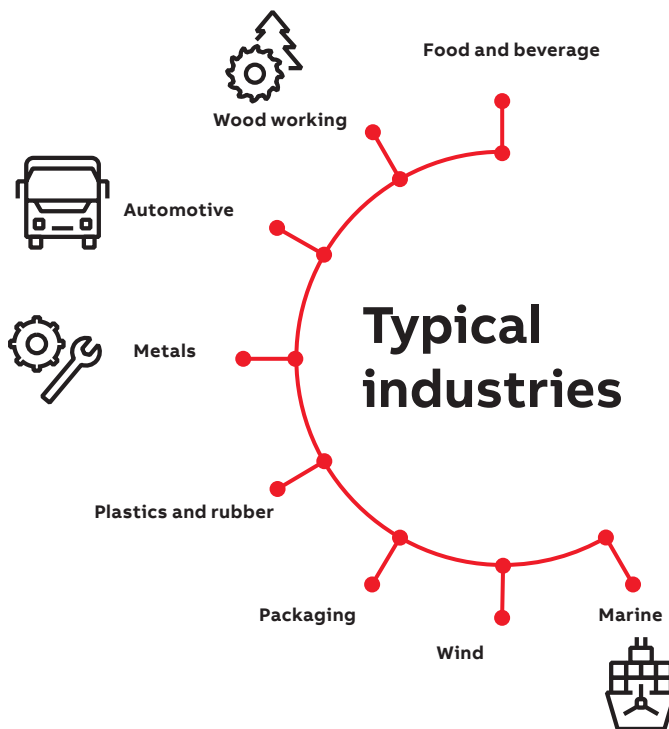 Food and beverage
Wood working
Automotive
Typical
industries
Metals
Plastics and rubber
Packaging
Marine
Wind